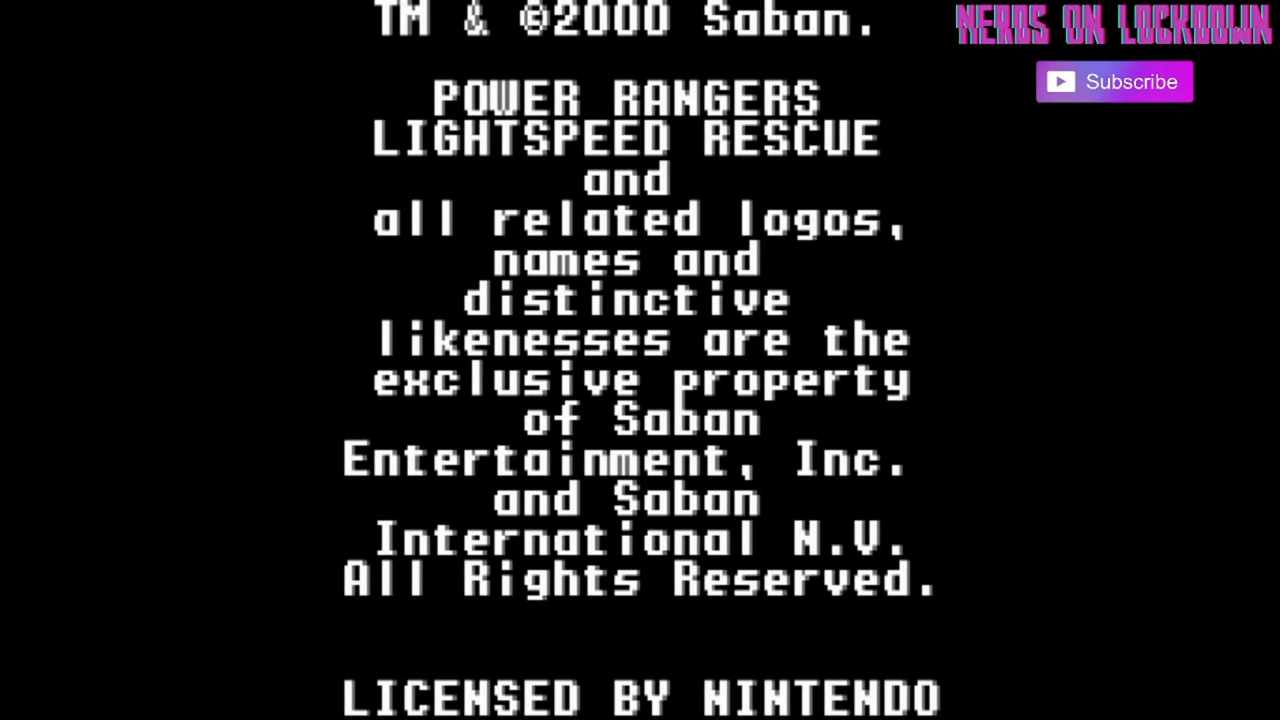 TM & ©2000 Saban.
NERDS ON LOCKDOWN
Subscribe
POWER RANGERS
LIGHTSPEED RESCUE
and
all related logos,
names and
distinctive
likenesses are the
exclusive property
of Saban
Entertainment, Inc.
and Saban
International N.V.
All Rights Reserved.
LICENSED BY NINTENDO